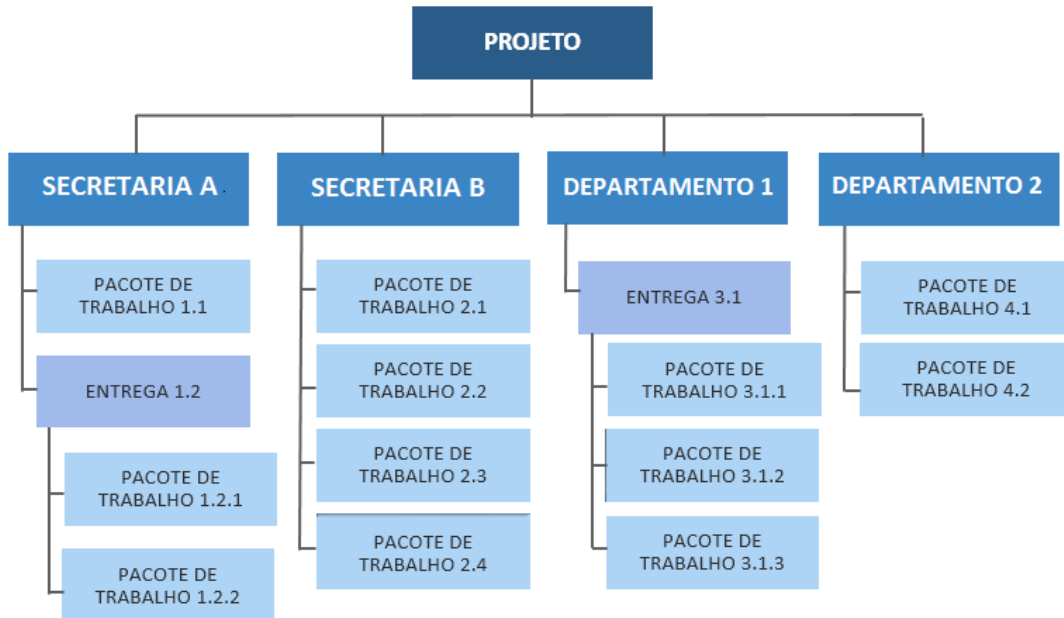 PROJETO
SECRETARIA A .
PACOTE DE
TRABALHO 1.1
ENTREGA 1.2
PACOTE DE
TRABALHO 1.2.1
PACOTE DE
TRABALHO 1.2.2
SECRETARIA B
PACOTE DE
TRABALHO 2.1
PACOTE DE
TRABALHO 2.2
PACOTE DE
TRABALHO 2.3
PACOTE DE
TRABALHO 2.4
DEPARTAMENTO 1
ENTREGA 3.1
PACOTE DE
TRABALHO 3.1.1
PACOTE DE
TRABALHO 3.1.2
PACOTE DE
TRABALHO 3.1.3
DEPARTAMENTO 2
PACOTE DE
TRABALHO 4.1
PACOTE DE
TRABALHO 4.2